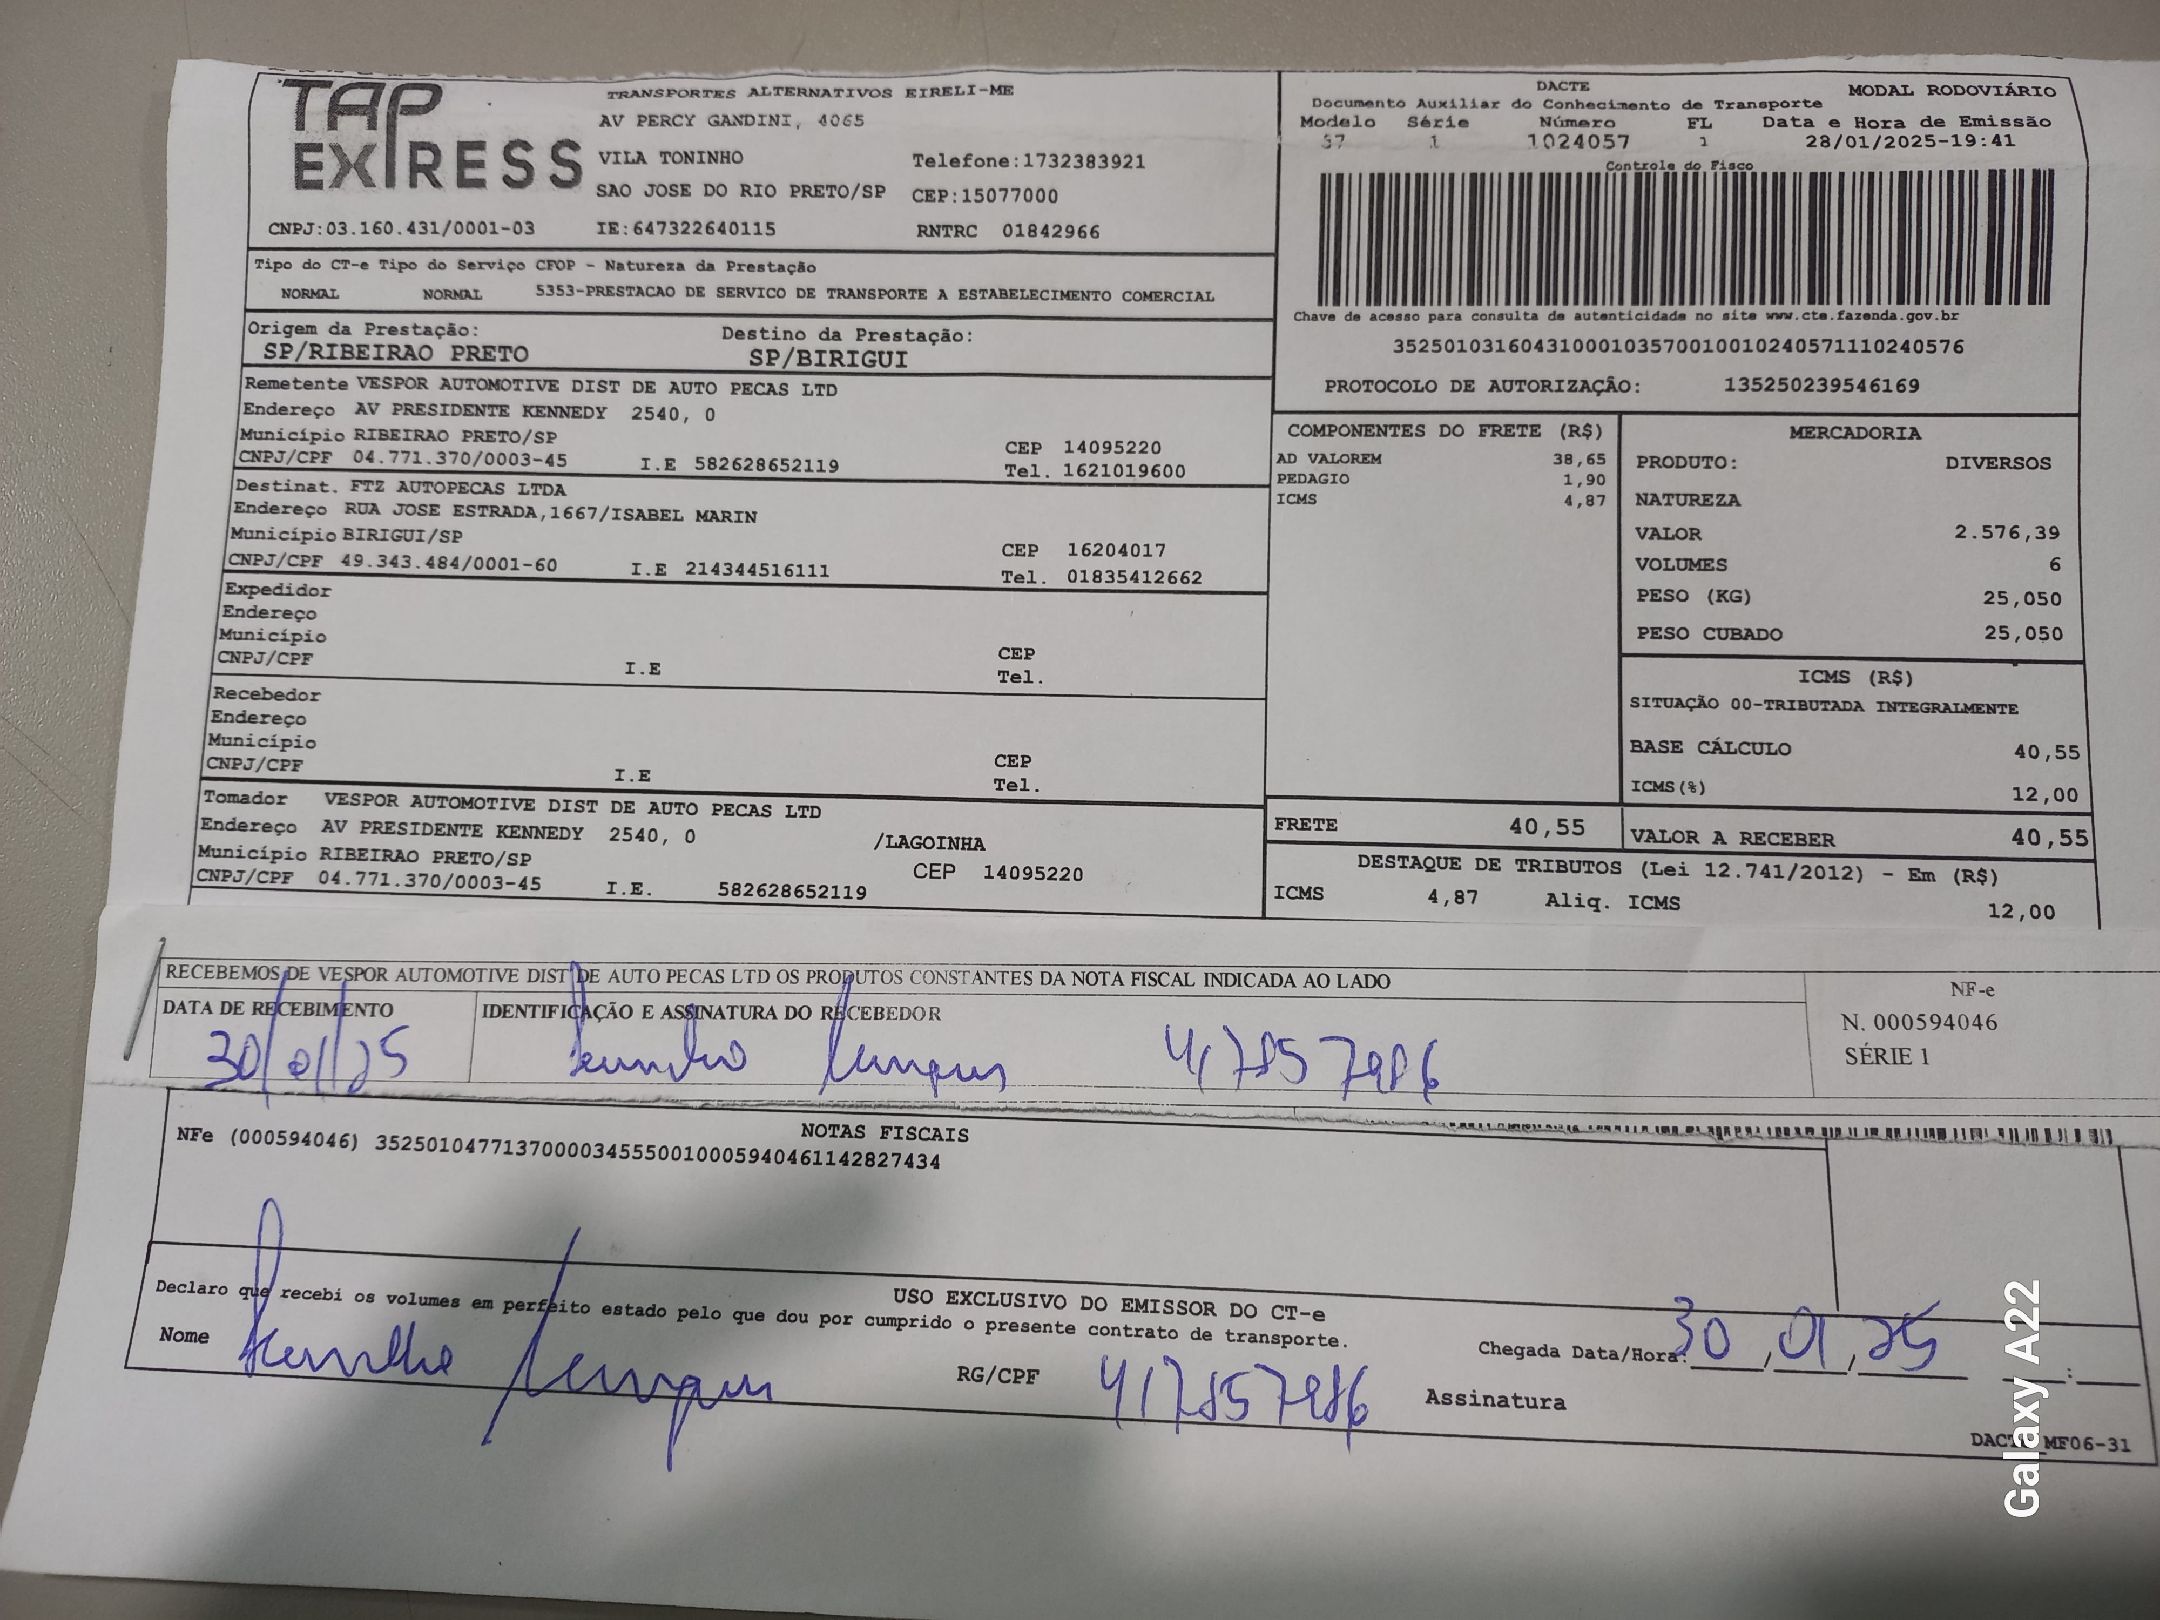 TAP EXPRESS
TRANSPORTES ALTERNATIVOS EIRELI-ME
AV PERCY GANDINI, 4065
VILA TONINHO Telefone:1732383921
SAO JOSE DO RIO PRETO/SP CEP:15077000
CNPJ:03.160.431/0001-03 IE:647322640115 RNTRC 01842966
DACTE MODAL RODOVIÁRIO
Documento Auxiliar do Conhecimento de Transporte
Modelo Série Número FL Data e Hora de Emissão
57 1 1024057 1 28/01/2025-19:41
Controle do Fisco
Chave de acesso para consulta de autenticidade no site www.cte.fazenda.gov.br
35250103160431000103570010010240571110240576
PROTOCOLO DE AUTORIZAÇÃO: 135250239546169
Tipo do CT-e Tipo do Serviço CFOP - Natureza da Prestação
NORMAL NORMAL 5353-PRESTACAO DE SERVICO DE TRANSPORTE A ESTABELECIMENTO COMERCIAL
Origem da Prestação: Destino da Prestação:
SP/RIBEIRAO PRETO SP/BIRIGUI
Remetente VESPOR AUTOMOTIVE DIST DE AUTO PECAS LTD
Endereço AV PRESIDENTE KENNEDY 2540, 0
Município RIBEIRAO PRETO/SP CEP 14095220
CNPJ/CPF 04.771.370/0003-45 I.E 582628652119 Tel. 1621019600
Destinat. FTZ AUTOPECAS LTDA
Endereço RUA JOSE ESTRADA,1667/ISABEL MARIN
Município BIRIGUI/SP CEP 16204017
CNPJ/CPF 49.343.484/0001-60 I.E 214344516111 Tel. 01835412662
Expedidor
Endereço
Município CEP
CNPJ/CPF I.E Tel.
Recebedor
Endereço
Município CEP
CNPJ/CPF I.E Tel.
Tomador VESPOR AUTOMOTIVE DIST DE AUTO PECAS LTD
Endereço AV PRESIDENTE KENNEDY 2540, 0 /LAGOINHA
Município RIBEIRAO PRETO/SP CEP 14095220
CNPJ/CPF 04.771.370/0003-45 I.E. 582628652119
COMPONENTES DO FRETE (R$)
AD VALOREM 38,65
PEDAGIO 1,90
ICMS 4,87
MERCADORIA
PRODUTO: DIVERSOS
NATUREZA
VALOR 2.576,39
VOLUMES 6
PESO (KG) 25,050
PESO CUBADO 25,050
ICMS (R$)
SITUAÇÃO 00-TRIBUTADA INTEGRALMENTE
BASE CÁLCULO 40,55
ICMS(%) 12,00
FRETE 40,55 VALOR A RECEBER 40,55
DESTAQUE DE TRIBUTOS (Lei 12.741/2012) - Em (R$)
ICMS 4,87 Aliq. ICMS 12,00
RECEBEMOS DE VESPOR AUTOMOTIVE DIST DE AUTO PECAS LTD OS PRODUTOS CONSTANTES DA NOTA FISCAL INDICADA AO LADO
DATA DE RECEBIMENTO IDENTIFICAÇÃO E ASSINATURA DO RECEBEDOR
30/01/25 417857986
NF-e
N. 000594046
SÉRIE 1
NOTAS FISCAIS
NFe (000594046) 35250104771370000345550010005940461142827434
USO EXCLUSIVO DO EMISSOR DO CT-e
Declaro que recebi os volumes em perfeito estado pelo que dou por cumprido o presente contrato de transporte.
Nome RG/CPF 417857986 Chegada Data/Hora: 30,01,25 :
Assinatura
DACTE MF06-31
Galaxy A22